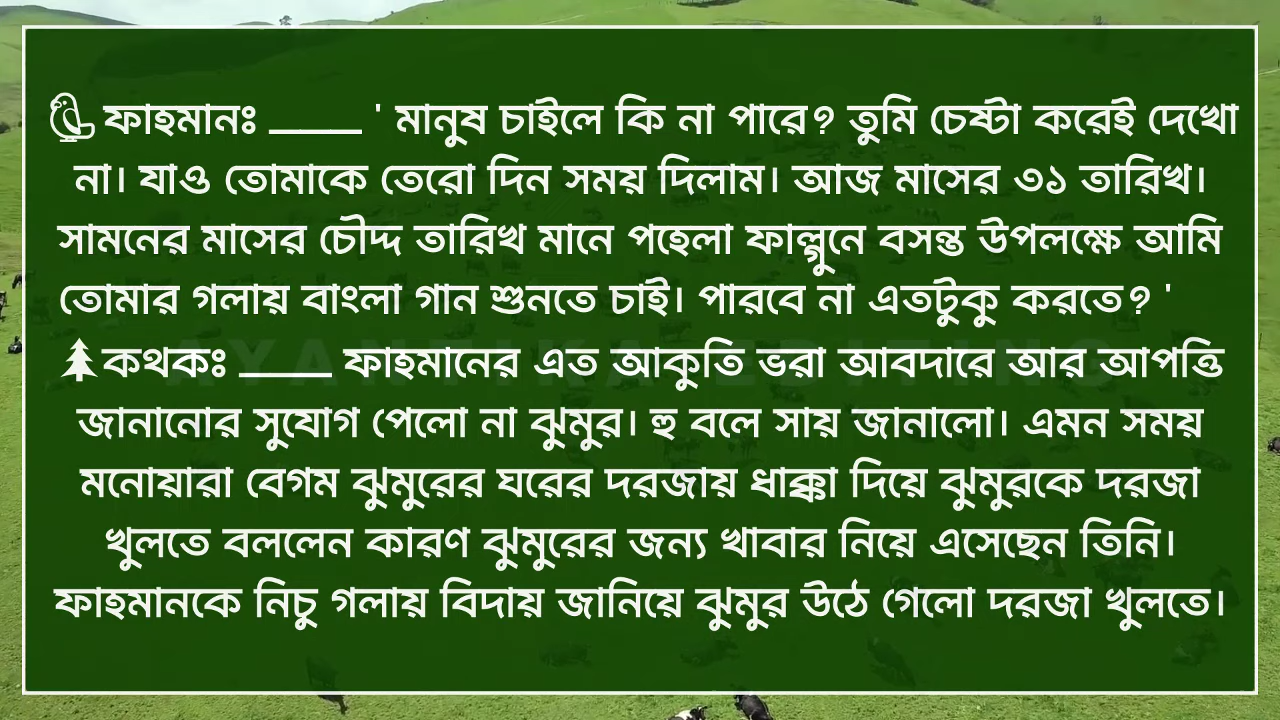 ফাহমানঃ ____ ' মানুষ চাইলে কি না পারে? তুমি চেষ্টা করেই দেখো
না। যাও তোমাকে তেরো দিন সময় দিলাম। আজ মাসের ৩১ তারিখ।
সামনের মাসের চৌদ্দ তারিখ মানে পহেলা ফাল্গুনে বসন্ত উপলক্ষে আমি
তোমার গলায় বাংলা গান শুনতে চাই। পারবে না এতটুকু করতে? '
🌲কথকঃ ____ ফাহমানের এত আকুতি ভরা আবদারে আর আপত্তি
জানানোর সুযোগ পেলো না ঝুমুর। হু বলে সায় জানালো। এমন সময়
মনোয়ারা বেগম ঝুমুরের ঘরের দরজায় ধাক্কা দিয়ে ঝুমুরকে দরজা
খুলতে বললেন কারণ ঝুমুরের জন্য খাবার নিয়ে এসেছেন তিনি।
ফাহমানকে নিচু গলায় বিদায় জানিয়ে ঝুমুর উঠে গেলো দরজা খুলতে।